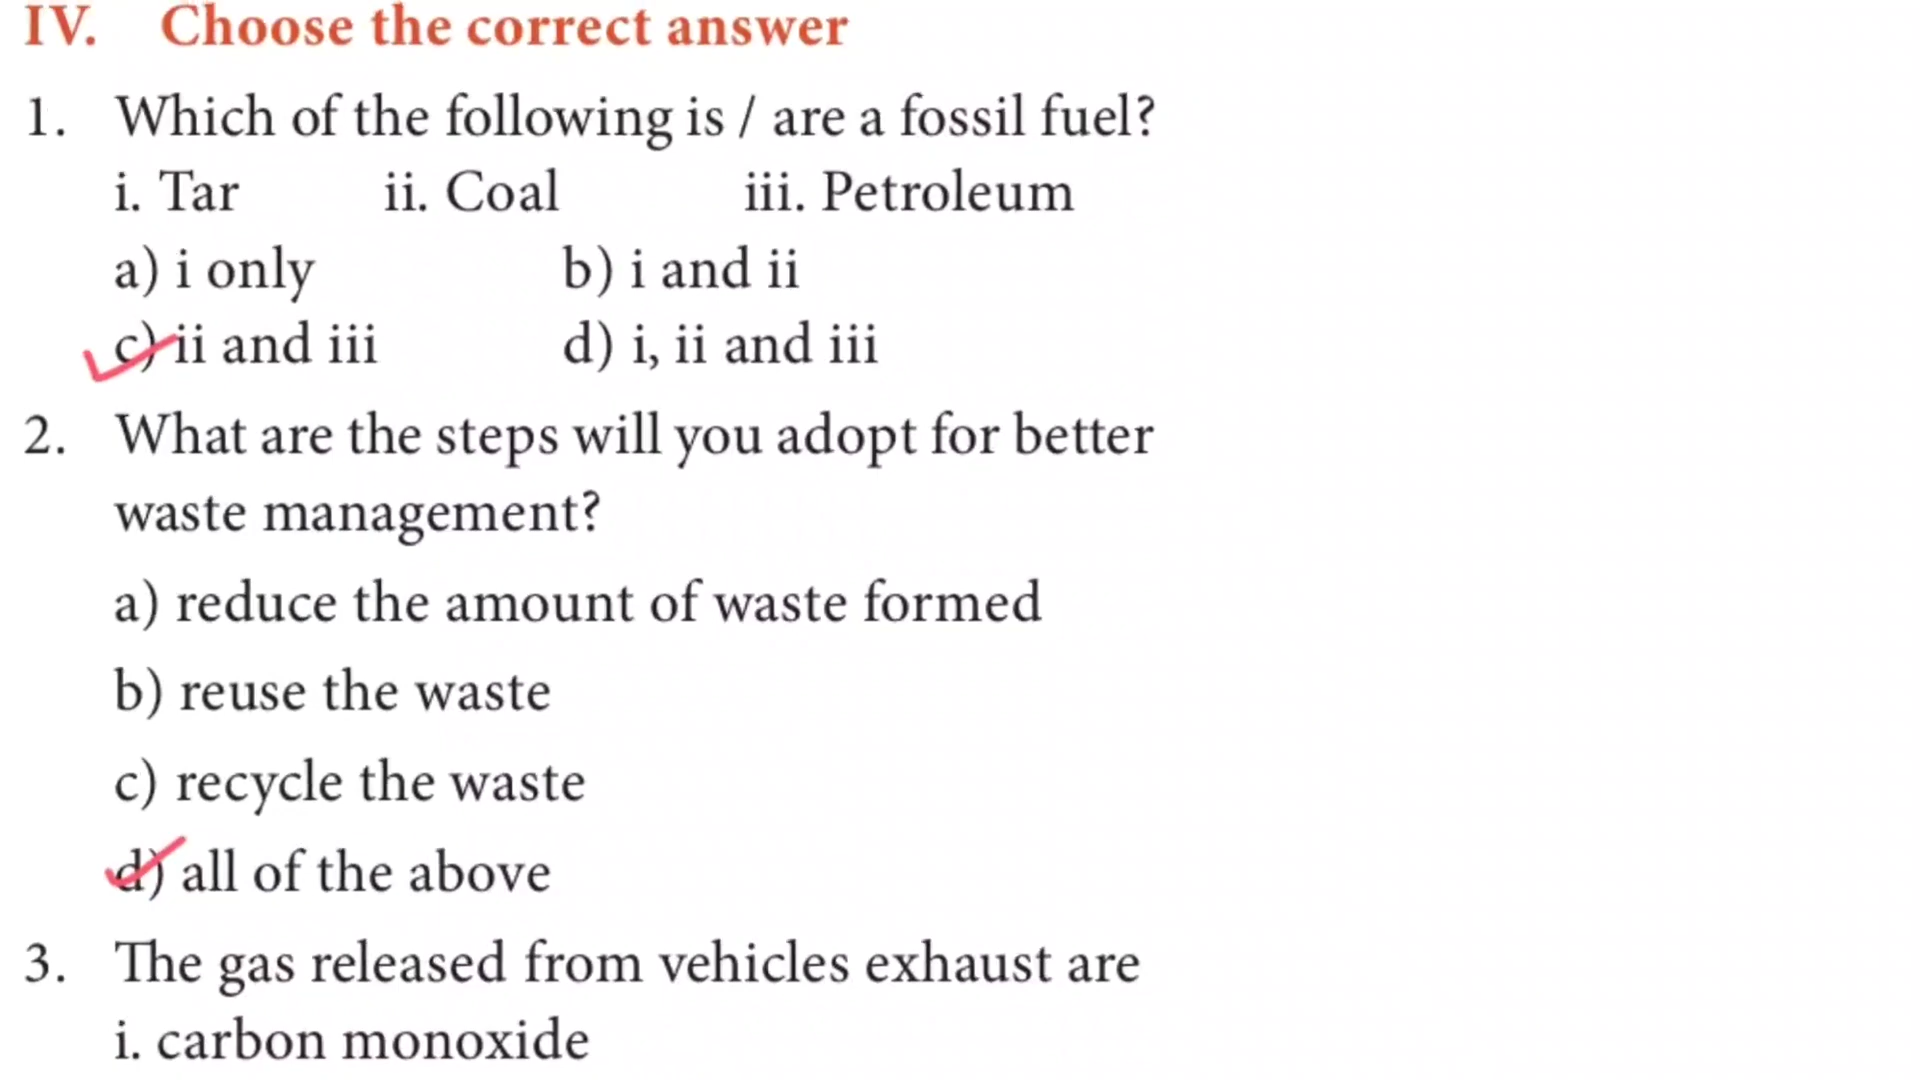 IV. Choose the correct answer
1. Which of the following is / are a fossil fuel?
i. Tar ii. Coal iii. Petroleum
a) i only b) i and ii
c) ii and iii d) i, ii and iii
2. What are the steps will you adopt for better
waste management?
a) reduce the amount of waste formed
b) reuse the waste
c) recycle the waste
d) all of the above
3. The gas released from vehicles exhaust are
i. carbon monoxide